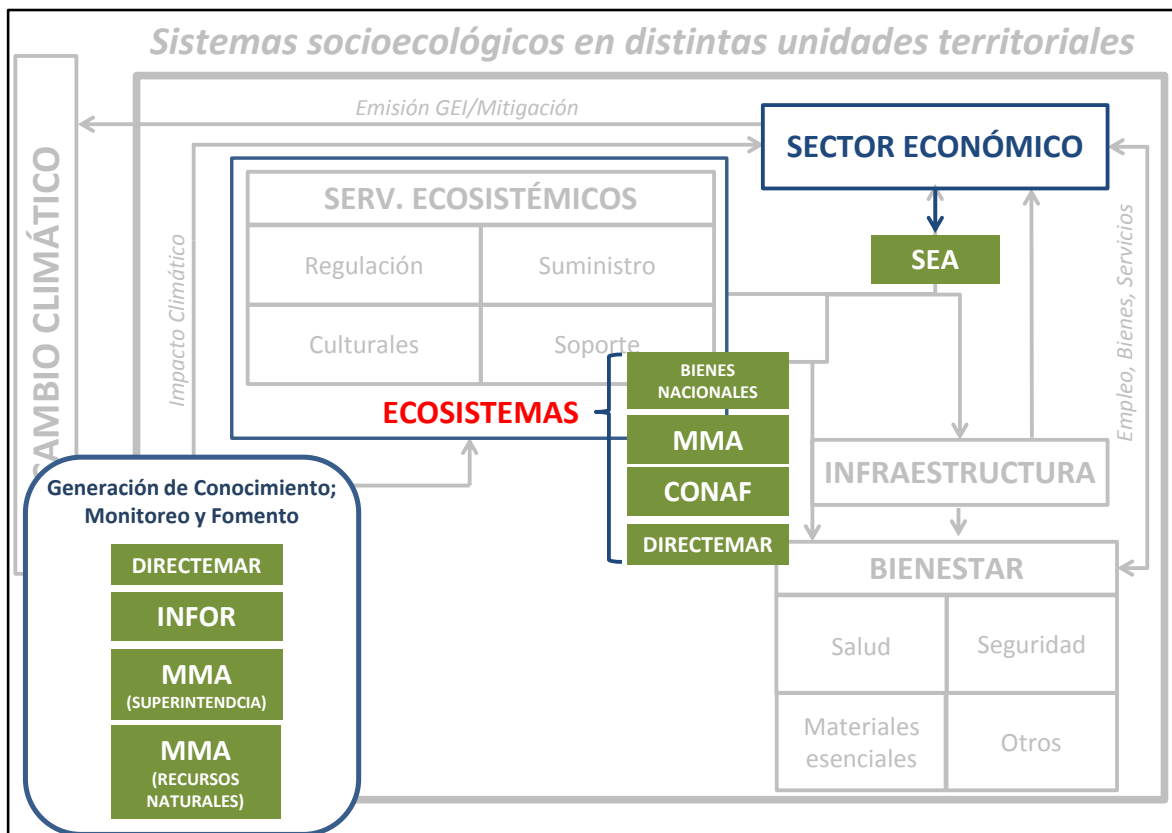 Sistemas socioecológicos en distintas unidades territoriales
CAMBIO CLIMÁTICO
Emisión GEI/Mitigación
Impacto Climático
SECTOR ECONÓMICO
SERV. ECOSISTÉMICOS
Regulación
Suministro
Culturales
Soporte
ECOSISTEMAS
SEA
BIENES
NACIONALES
MMA
CONAF
DIRECTEMAR
Empleo, Bienes, Servicios
INFRAESTRUCTURA
BIENESTAR
Salud
Seguridad
Materiales
esenciales
Otros
Generación de Conocimiento;
Monitoreo y Fomento
DIRECTEMAR
INFOR
MMA
(SUPERINTENDCIA)
MMA
(RECURSOS
NATURALES)